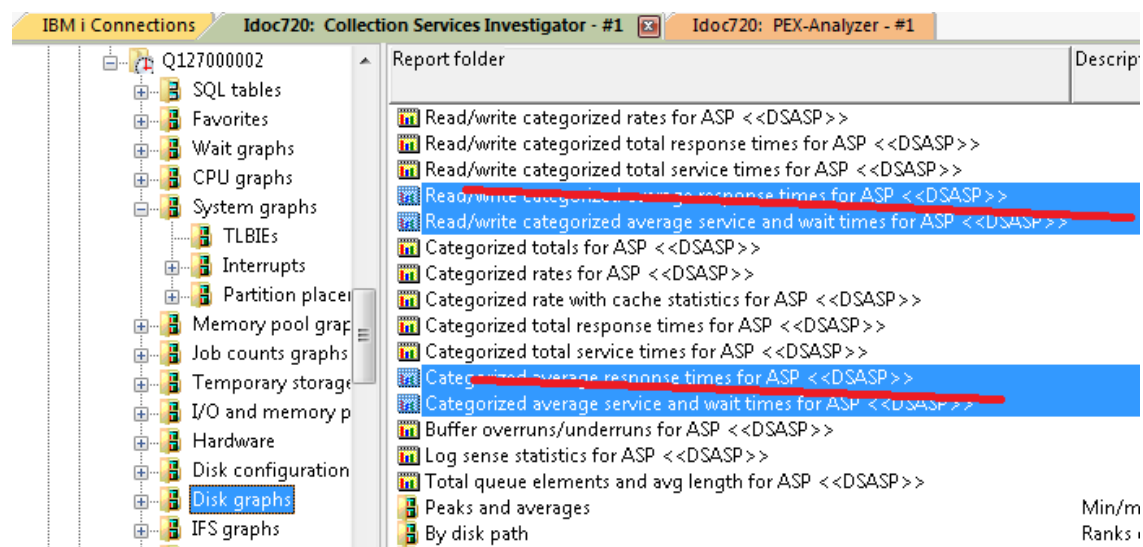 IBM i Connections
Idoc720: Collection Services Investigator - #1
Idoc720: PEX-Analyzer - #1
Q127000002
SQL tables
Favorites
Wait graphs
CPU graphs
System graphs
TLBIEs
Interrupts
Partition placer
Memory pool grap
Job counts graphs
Temporary storage
I/O and memory p
Hardware
Disk configuration
Disk graphs
IFS graphs
Report folder
Descript
Read/write categorized rates for ASP <<DSASP>>
Read/write categorized total response times for ASP <<DSASP>>
Read/write categorized total service times for ASP <<DSASP>>
Read/write categorized average response times for ASP <<DSASP>>
Read/write categorized average service and wait times for ASP <<DSASP>>
Categorized totals for ASP <<DSASP>>
Categorized rates for ASP <<DSASP>>
Categorized rate with cache statistics for ASP <<DSASP>>
Categorized total response times for ASP <<DSASP>>
Categorized total service times for ASP <<DSASP>>
Categorized average response times for ASP <<DSASP>>
Categorized average service and wait times for ASP <<DSASP>>
Buffer overruns/underruns for ASP <<DSASP>>
Log sense statistics for ASP <<DSASP>>
Total queue elements and avg length for ASP <<DSASP>>
Peaks and averages
Min/m
By disk path
Ranks